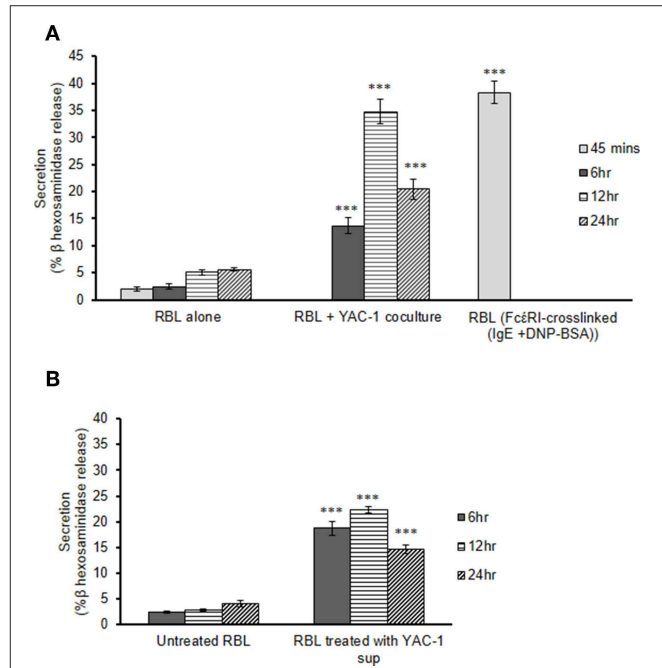 A
45
40
35
30
25
20
15
10
5
0
Secretion
(% β hexosaminidase release)
***
***
***
***
45 mins
6hr
12hr
24hr
RBL alone
RBL + YAC-1 coculture
RBL (FcέRI-crosslinked
(IgE +DNP-BSA))
B
40
35
30
25
20
15
10
5
0
Secretion
(%β hexosaminidase release)
***
***
***
6hr
12hr
24hr
Untreated RBL
RBL treated with YAC-1
sup